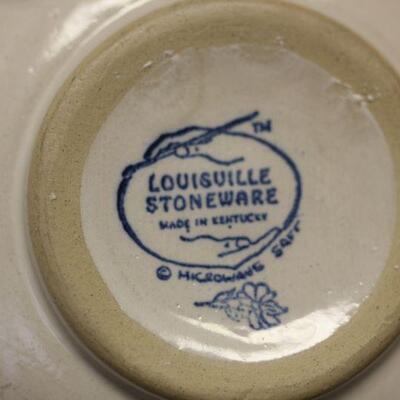 TM
LOUISVILLE
STONEWARE
MADE IN KENTUCKY
© MICROWAVE SAFE